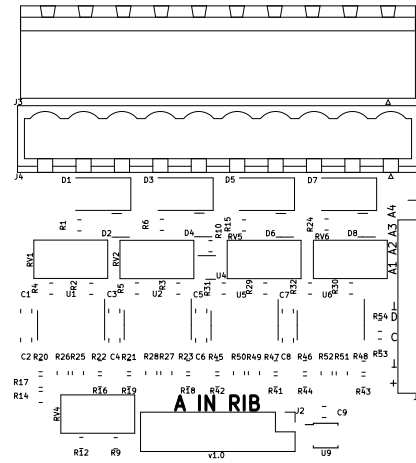 J3
J4
D1 D3 D5 D7
R1 R6 R10 R15 R24 A4
D2 D4 RV5 D6 RV6 D8 A3
RV1 RV2 A2
U4 A1
R4 R2 R5 R3 R31 R29 R32 R30
U1 U2 U5 U6
C1 C3 C5 C7
D
R54
C
C2 R20 R26 R25 R22 C4 R21 R28 R27 R23 C6 R45 R50 R49 R47 C8 R46 R52 R51 R48 R53
R17 R16 R19 R18 R42 R41 R44 R43 +
R14
RV4 A IN RIB J2 C9
R12 R9 v1.0 U9